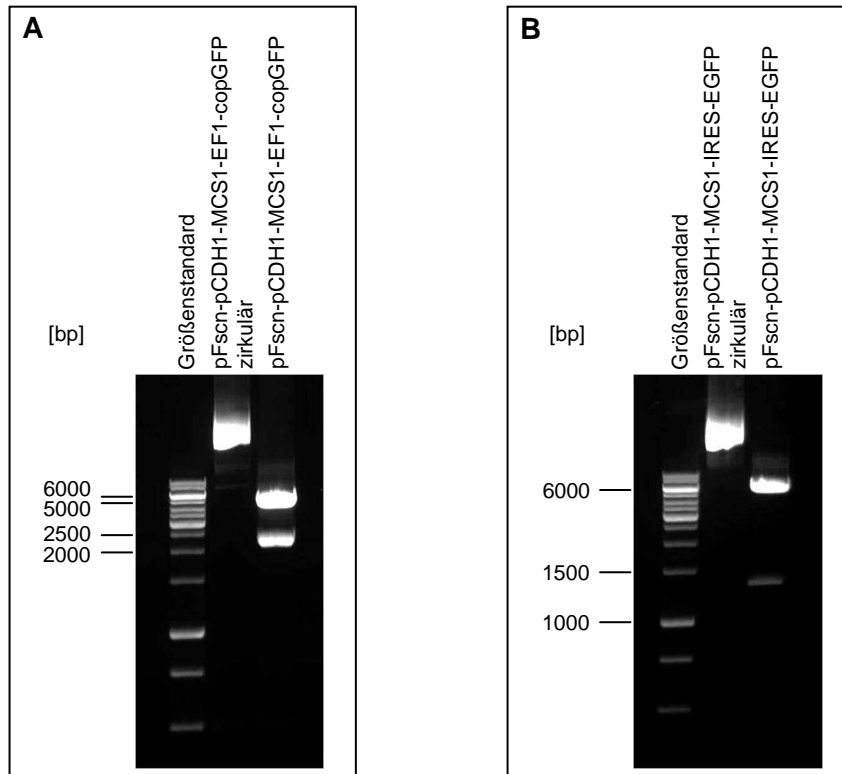 A
Größenstandard
pFscn-pCDH1-MCS1-EF1-copGFP
zirkulär
pFscn-pCDH1-MCS1-EF1-copGFP
[bp]
6000
5000
2500
2000
B
Größenstandard
pFscn-pCDH1-MCS1-IRES-EGFP
zirkulär
pFscn-pCDH1-MCS1-IRES-EGFP
[bp]
6000
1500
1000